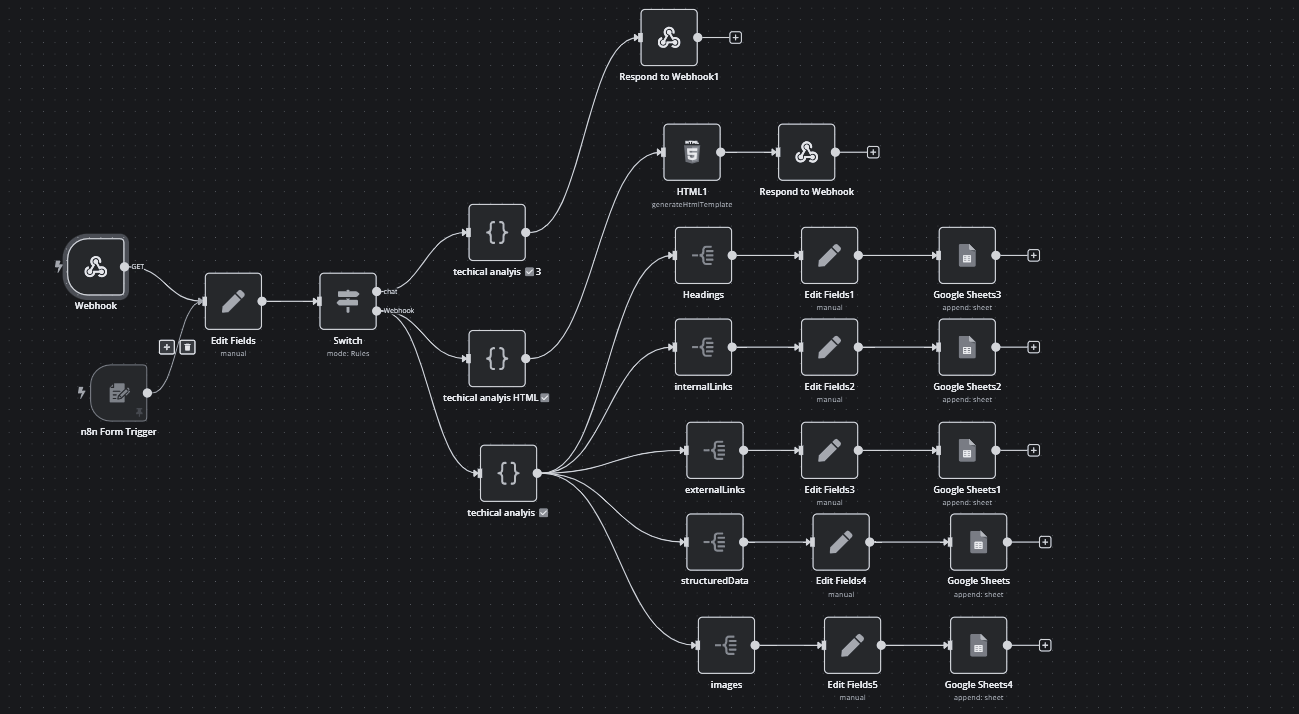 Respond to Webhook1
HTML
5
HTML1
generateHtmlTemplate
Respond to Webhook
GET
Webhook
Edit Fields
manual
Switch
mode: Rules
chat
Webhook
techical analyis ☑ 3
techical analyis HTML ☑
techical analyis ☑
n8n Form Trigger
Headings
Edit Fields1
manual
Google Sheets3
append: sheet
internalLinks
Edit Fields2
manual
Google Sheets2
append: sheet
externalLinks
Edit Fields3
manual
Google Sheets1
append: sheet
structuredData
Edit Fields4
manual
Google Sheets
append: sheet
images
Edit Fields5
manual
Google Sheets4
append: sheet